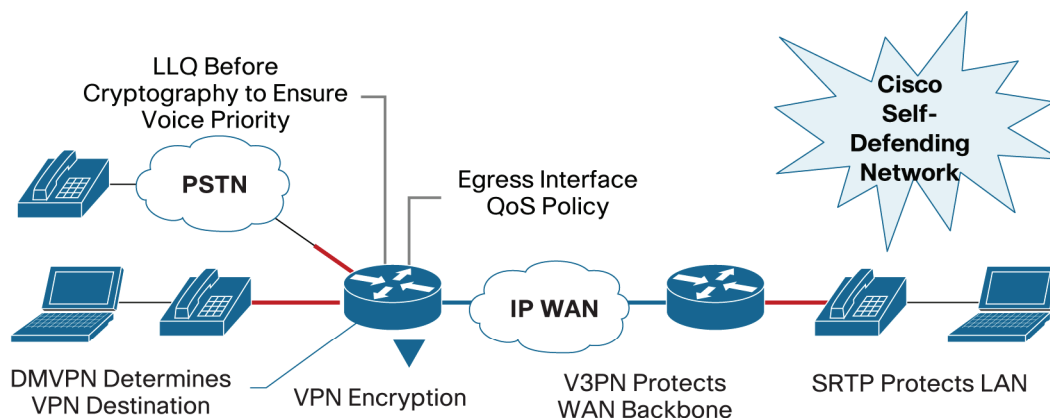 LLQ Before
Cryptography to Ensure
Voice Priority
Cisco
Self-
Defending
Network
PSTN
Egress Interface
QoS Policy
IP WAN
DMVPN Determines
VPN Destination
VPN Encryption
V3PN Protects
WAN Backbone
SRTP Protects LAN